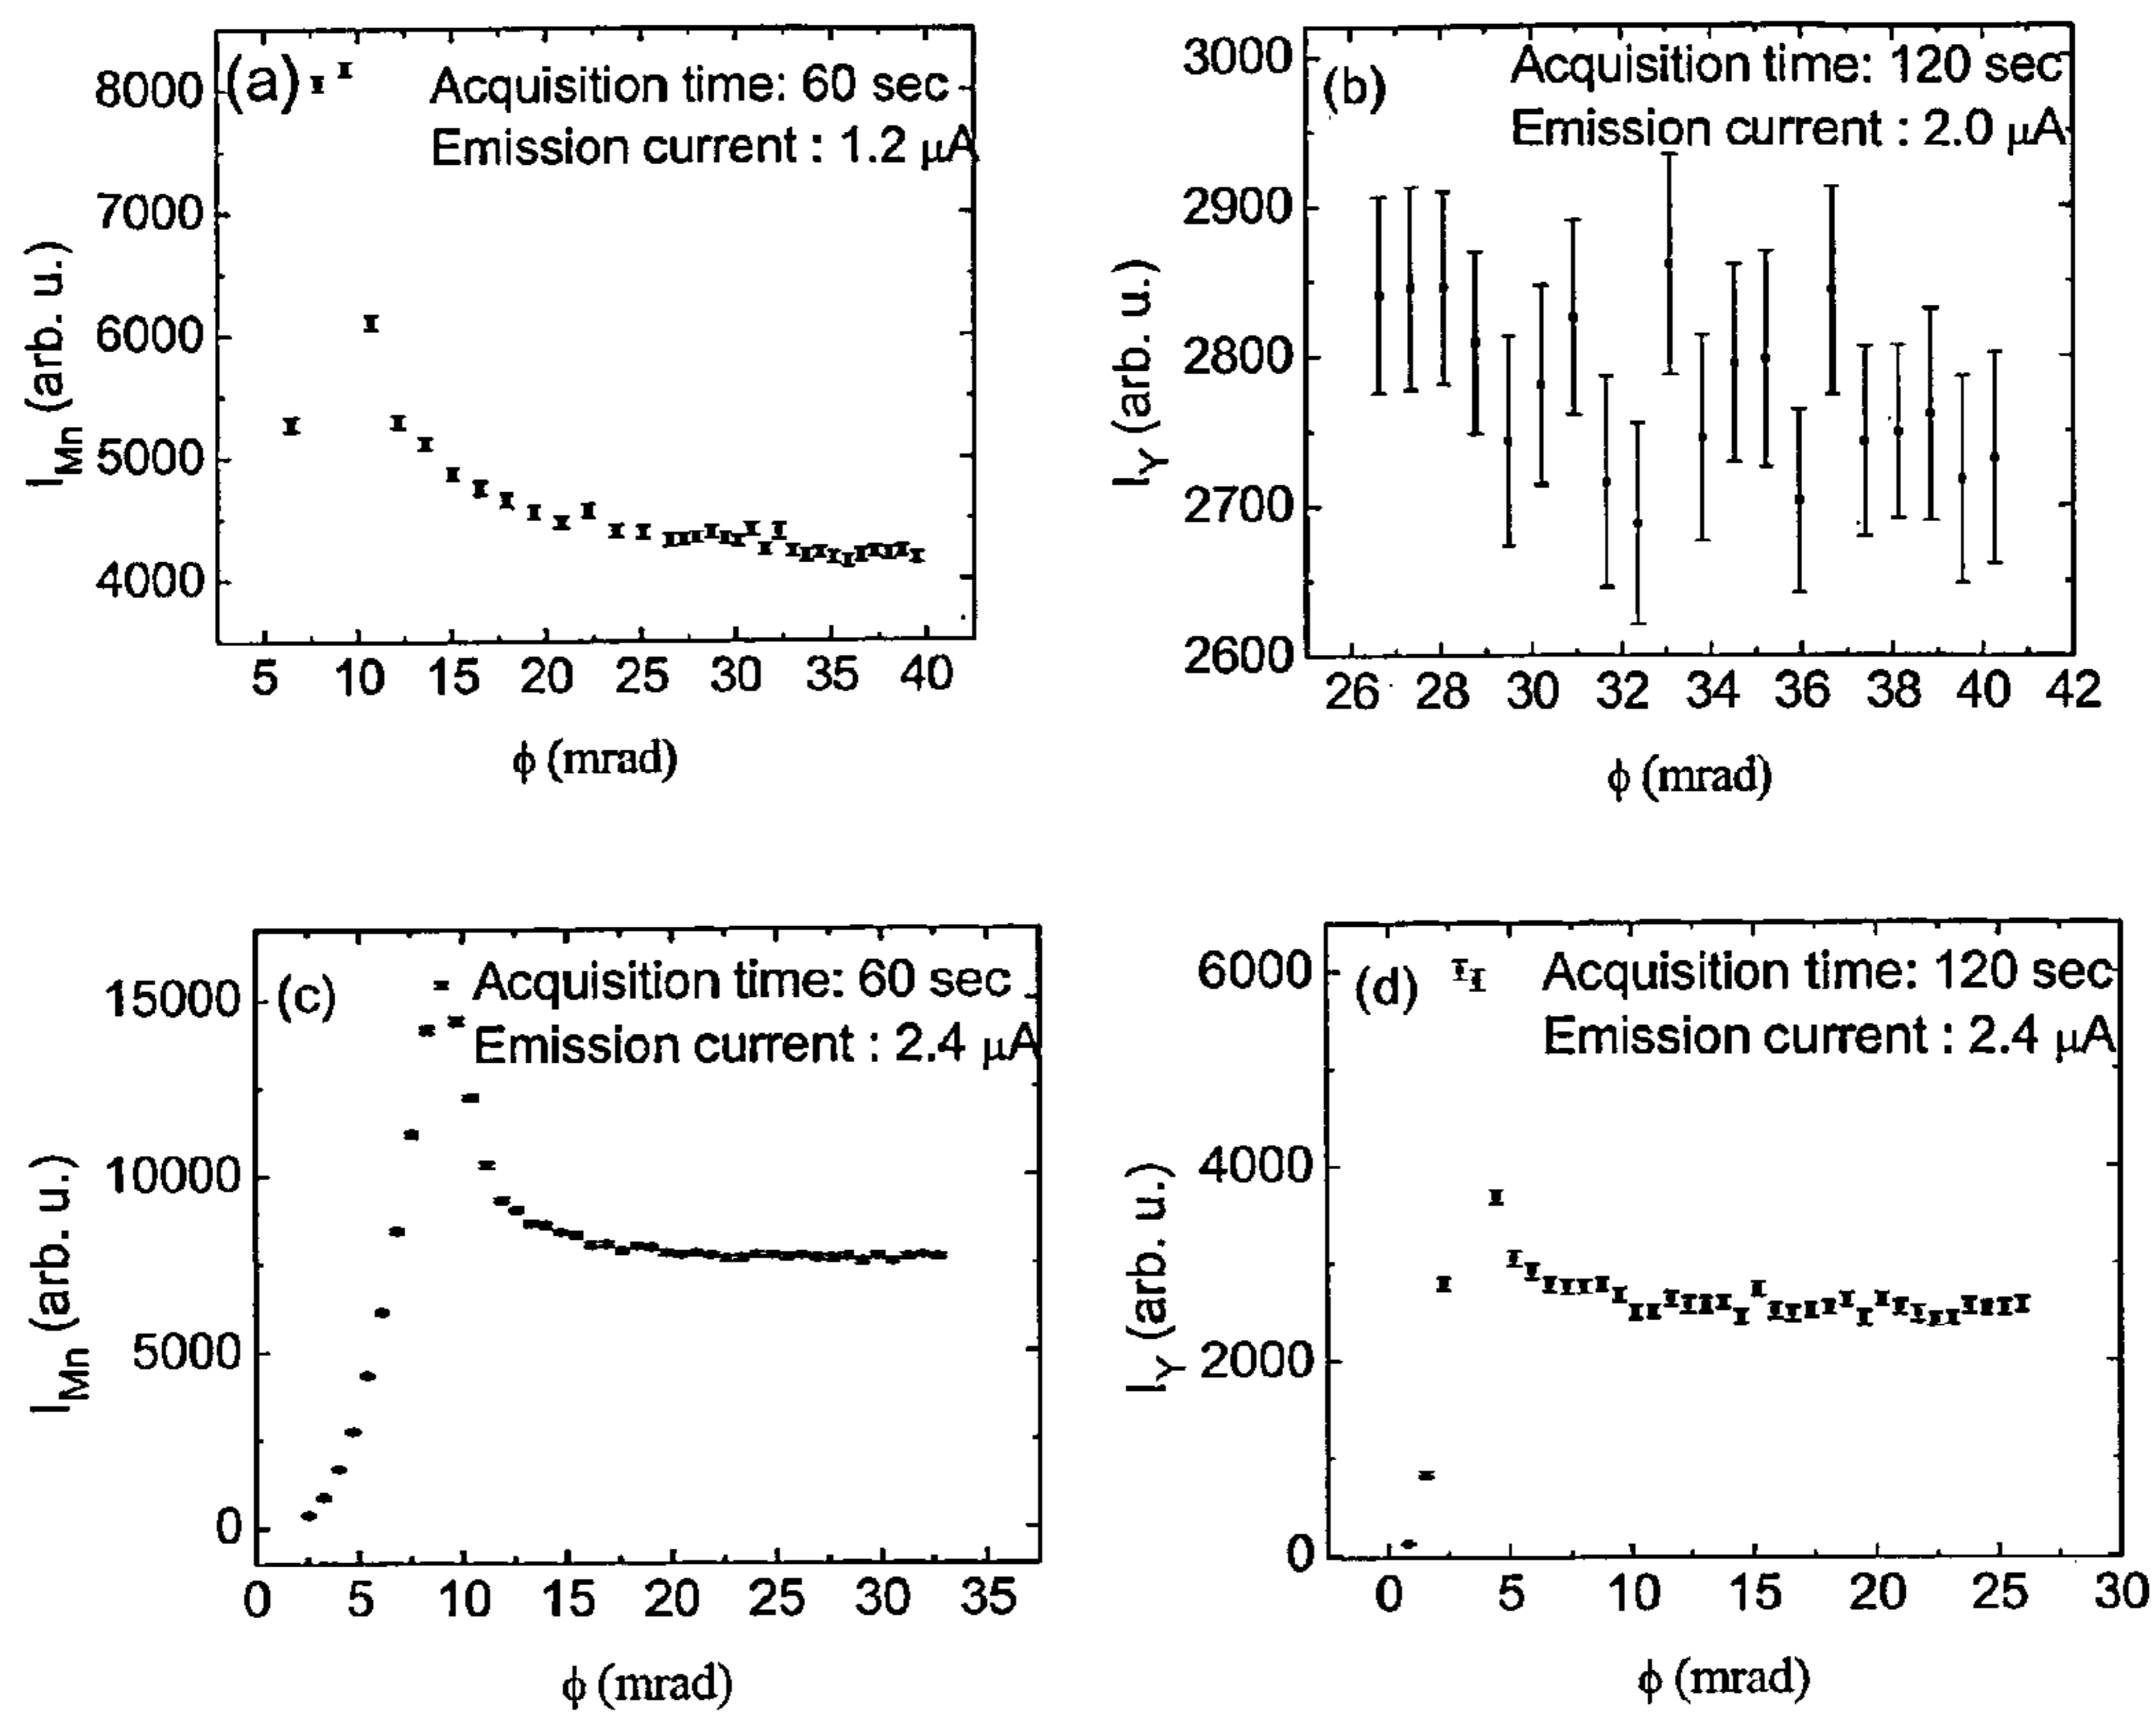 (a)
Acquisition time: 60 sec
Emission current : 1.2 μA
8000
7000
6000
5000
4000
I_Mn (arb. u.)
5 10 15 20 25 30 35 40
ϕ (mrad)
(b)
Acquisition time: 120 sec
Emission current : 2.0 μA
3000
2900
2800
2700
2600
I_Y (arb. u.)
26 28 30 32 34 36 38 40 42
ϕ (mrad)
(c)
Acquisition time: 60 sec
Emission current : 2.4 μA
15000
10000
5000
0
I_Mn (arb. u.)
0 5 10 15 20 25 30 35
ϕ (mrad)
(d)
Acquisition time: 120 sec
Emission current : 2.4 μA
6000
4000
2000
0
I_Y (arb. u.)
0 5 10 15 20 25 30
ϕ (mrad)